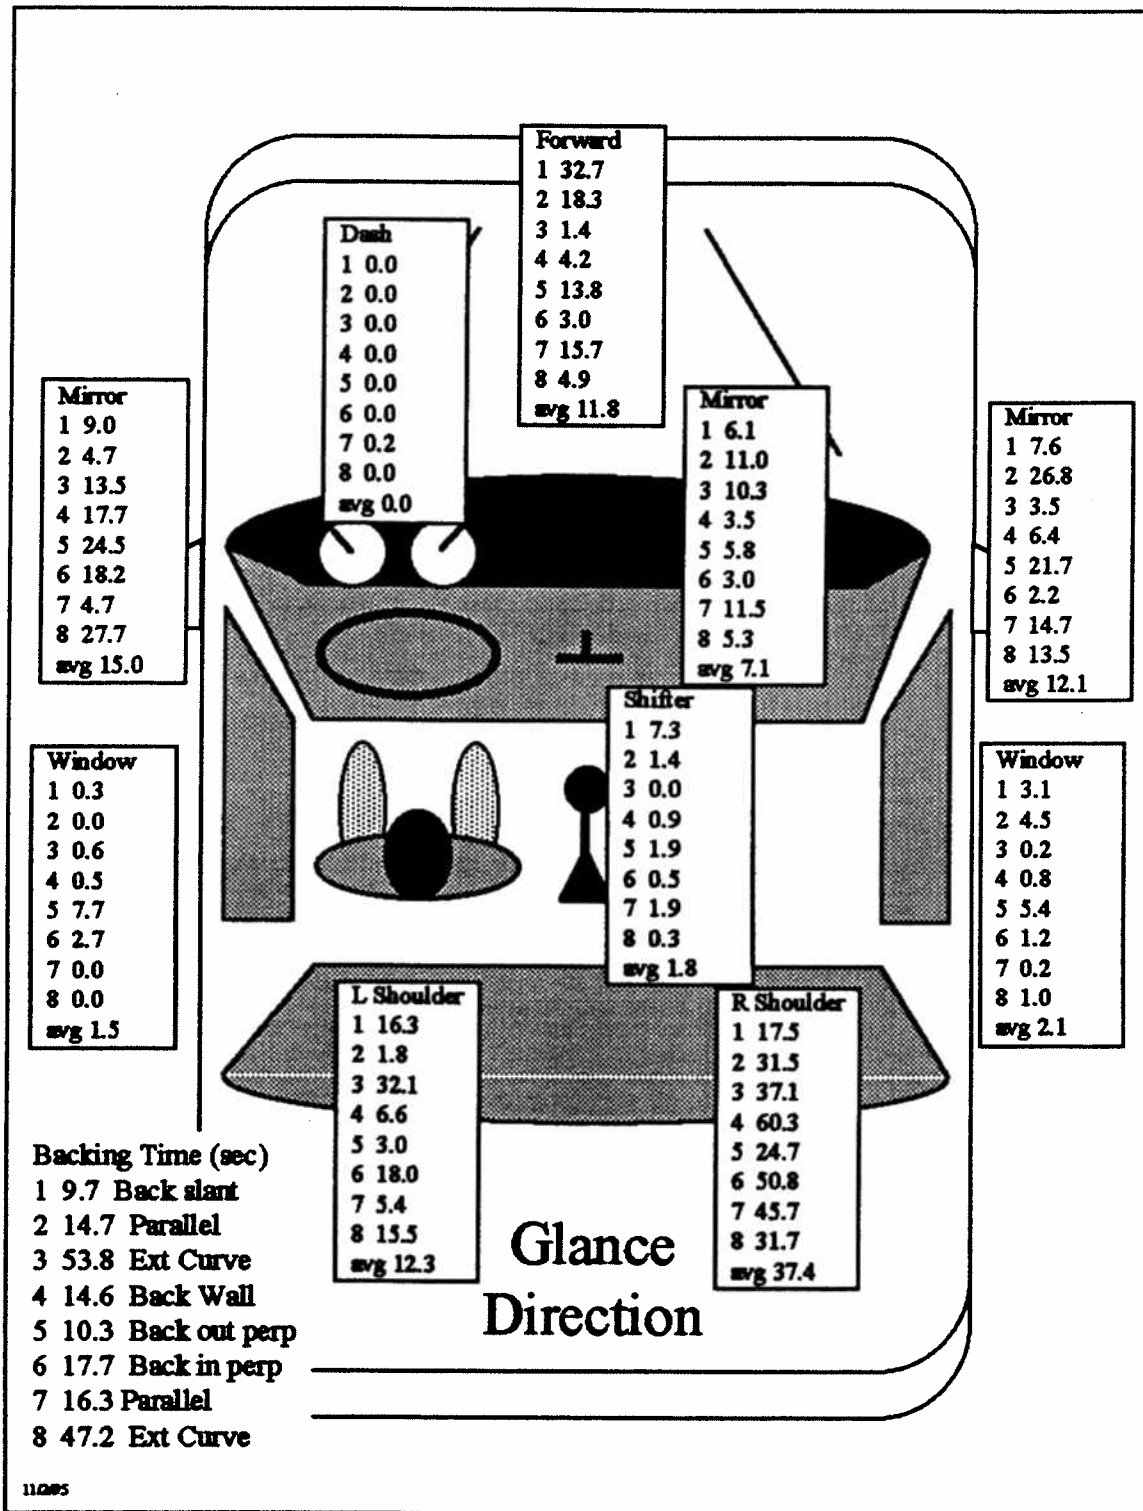 Forward
1 32.7
2 18.3
3 1.4
4 4.2
5 13.8
6 3.0
7 15.7
8 4.9
avg 11.8
Dash
1 0.0
2 0.0
3 0.0
4 0.0
5 0.0
6 0.0
7 0.2
8 0.0
avg 0.0
Mirror
1 9.0
2 4.7
3 13.5
4 17.7
5 24.5
6 18.2
7 4.7
8 27.7
avg 15.0
Mirror
1 6.1
2 11.0
3 10.3
4 3.5
5 5.8
6 3.0
7 11.5
8 5.3
avg 7.1
Mirror
1 7.6
2 26.8
3 3.5
4 6.4
5 21.7
6 2.2
7 14.7
8 13.5
avg 12.1
Shifter
1 7.3
2 1.4
3 0.0
4 0.9
5 1.9
6 0.5
7 1.9
8 0.3
avg 1.8
Window
1 0.3
2 0.0
3 0.6
4 0.5
5 7.7
6 2.7
7 0.0
8 0.0
avg 1.5
Window
1 3.1
2 4.5
3 0.2
4 0.8
5 5.4
6 1.2
7 0.2
8 1.0
avg 2.1
L Shoulder
1 16.3
2 1.8
3 32.1
4 6.6
5 3.0
6 18.0
7 5.4
8 15.5
avg 12.3
R Shoulder
1 17.5
2 31.5
3 37.1
4 60.3
5 24.7
6 50.8
7 45.7
8 31.7
avg 37.4
Backing Time (sec)
1 9.7 Back slant
2 14.7 Parallel
3 53.8 Ext Curve
4 14.6 Back Wall
5 10.3 Back out perp
6 17.7 Back in perp
7 16.3 Parallel
8 47.2 Ext Curve
Glance
Direction